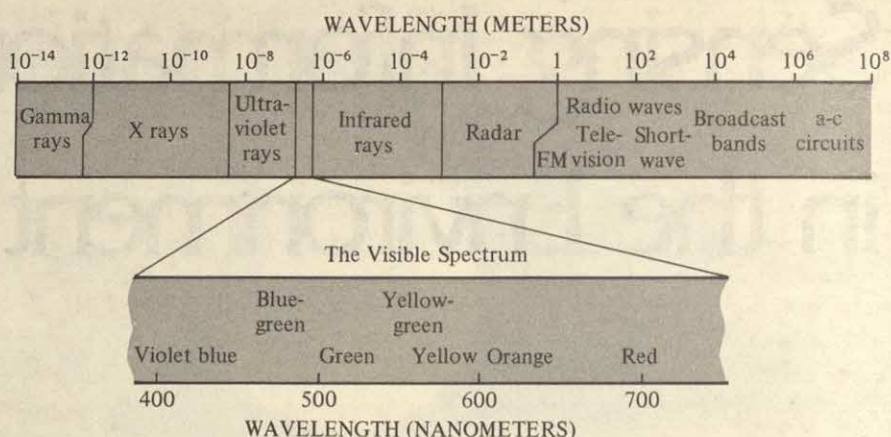 WAVELENGTH (METERS)
10⁻¹⁴ 10⁻¹² 10⁻¹⁰ 10⁻⁸ 10⁻⁶ 10⁻⁴ 10⁻² 1 10² 10⁴ 10⁶ 10⁸
Gamma rays
X rays
Ultra-
violet
rays
Infrared
rays
Radar
Radio waves
FM
Tele-
vision
Short-
wave
Broadcast
bands
a-c
circuits
The Visible Spectrum
Blue-
green
Yellow-
green
Violet blue Green Yellow Orange Red
400 500 600 700
WAVELENGTH (NANOMETERS)